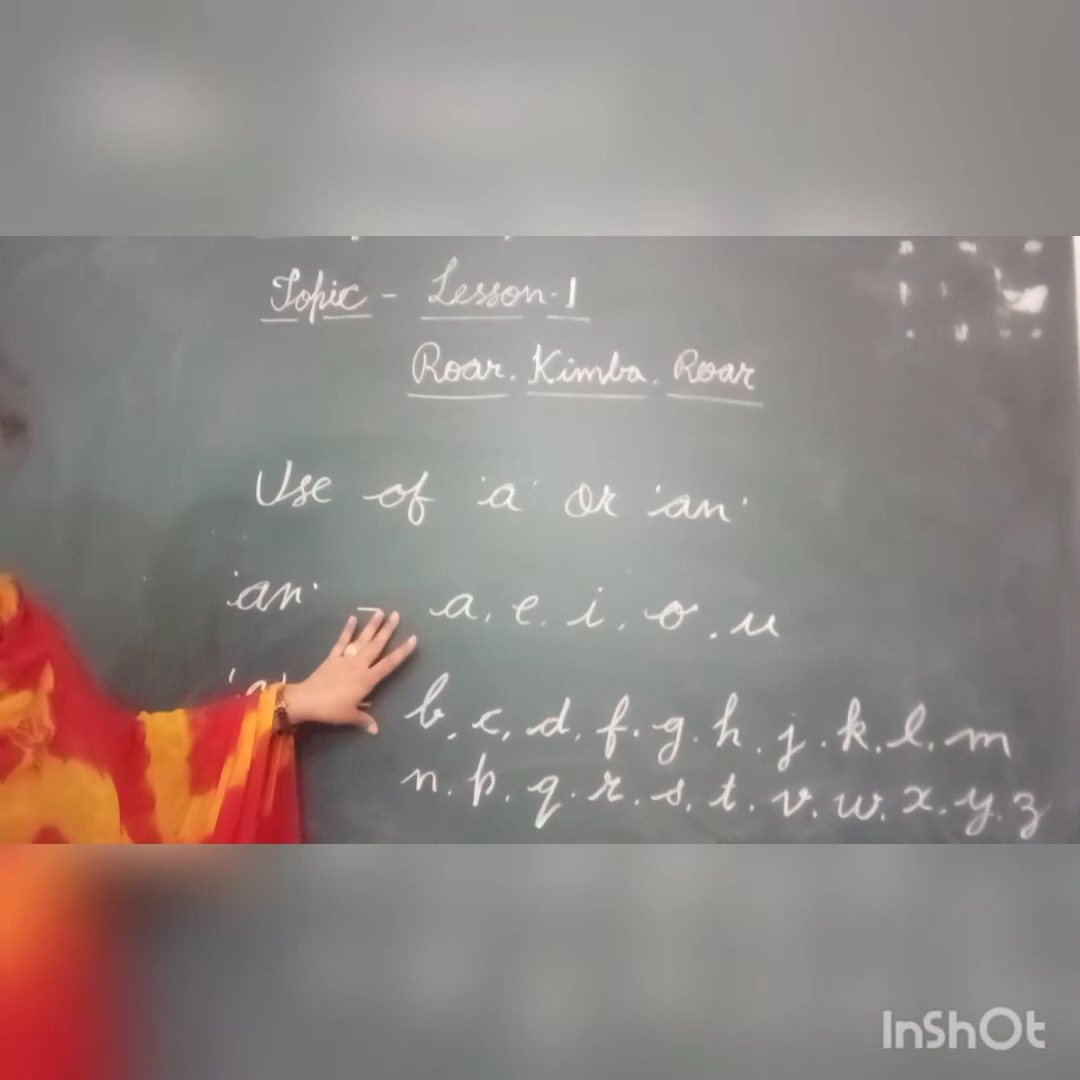 Topic - Lesson-1
Roar. Kimba. Roar
Use of 'a' or 'an'
'an' - a, e, i, o, u
'a' - b, c, d, f, g, h, j, k, l, m
n, p, q, r, s, t, v, w, x, y, z
InShOt